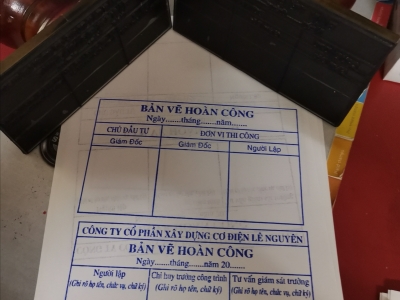 BẢN VẼ HOÀN CÔNG
Ngày.......tháng.......năm........
CHỦ ĐẦU TƯ ĐƠN VỊ THI CÔNG
Giám Đốc Giám Đốc Người Lập
CÔNG TY CỔ PHẦN XÂY DỰNG CƠ ĐIỆN LÊ NGUYỄN
BẢN VẼ HOÀN CÔNG
Ngày......tháng.......năm 20.......
Người lập Chỉ huy trưởng công trình Tư vấn giám sát trưởng
(Ghi rõ họ tên, chức vụ, chữ ký) (Ghi rõ họ tên, chữ ký) (Ghi rõ họ tên, chức vụ, chữ ký)